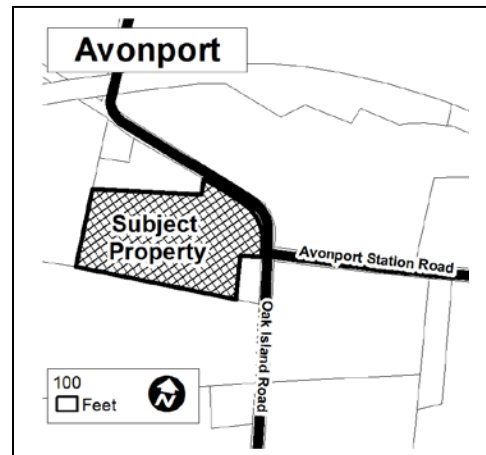 Avonport
Subject
Property
Avonport Station Road
Oak Island Road
100
Feet
N